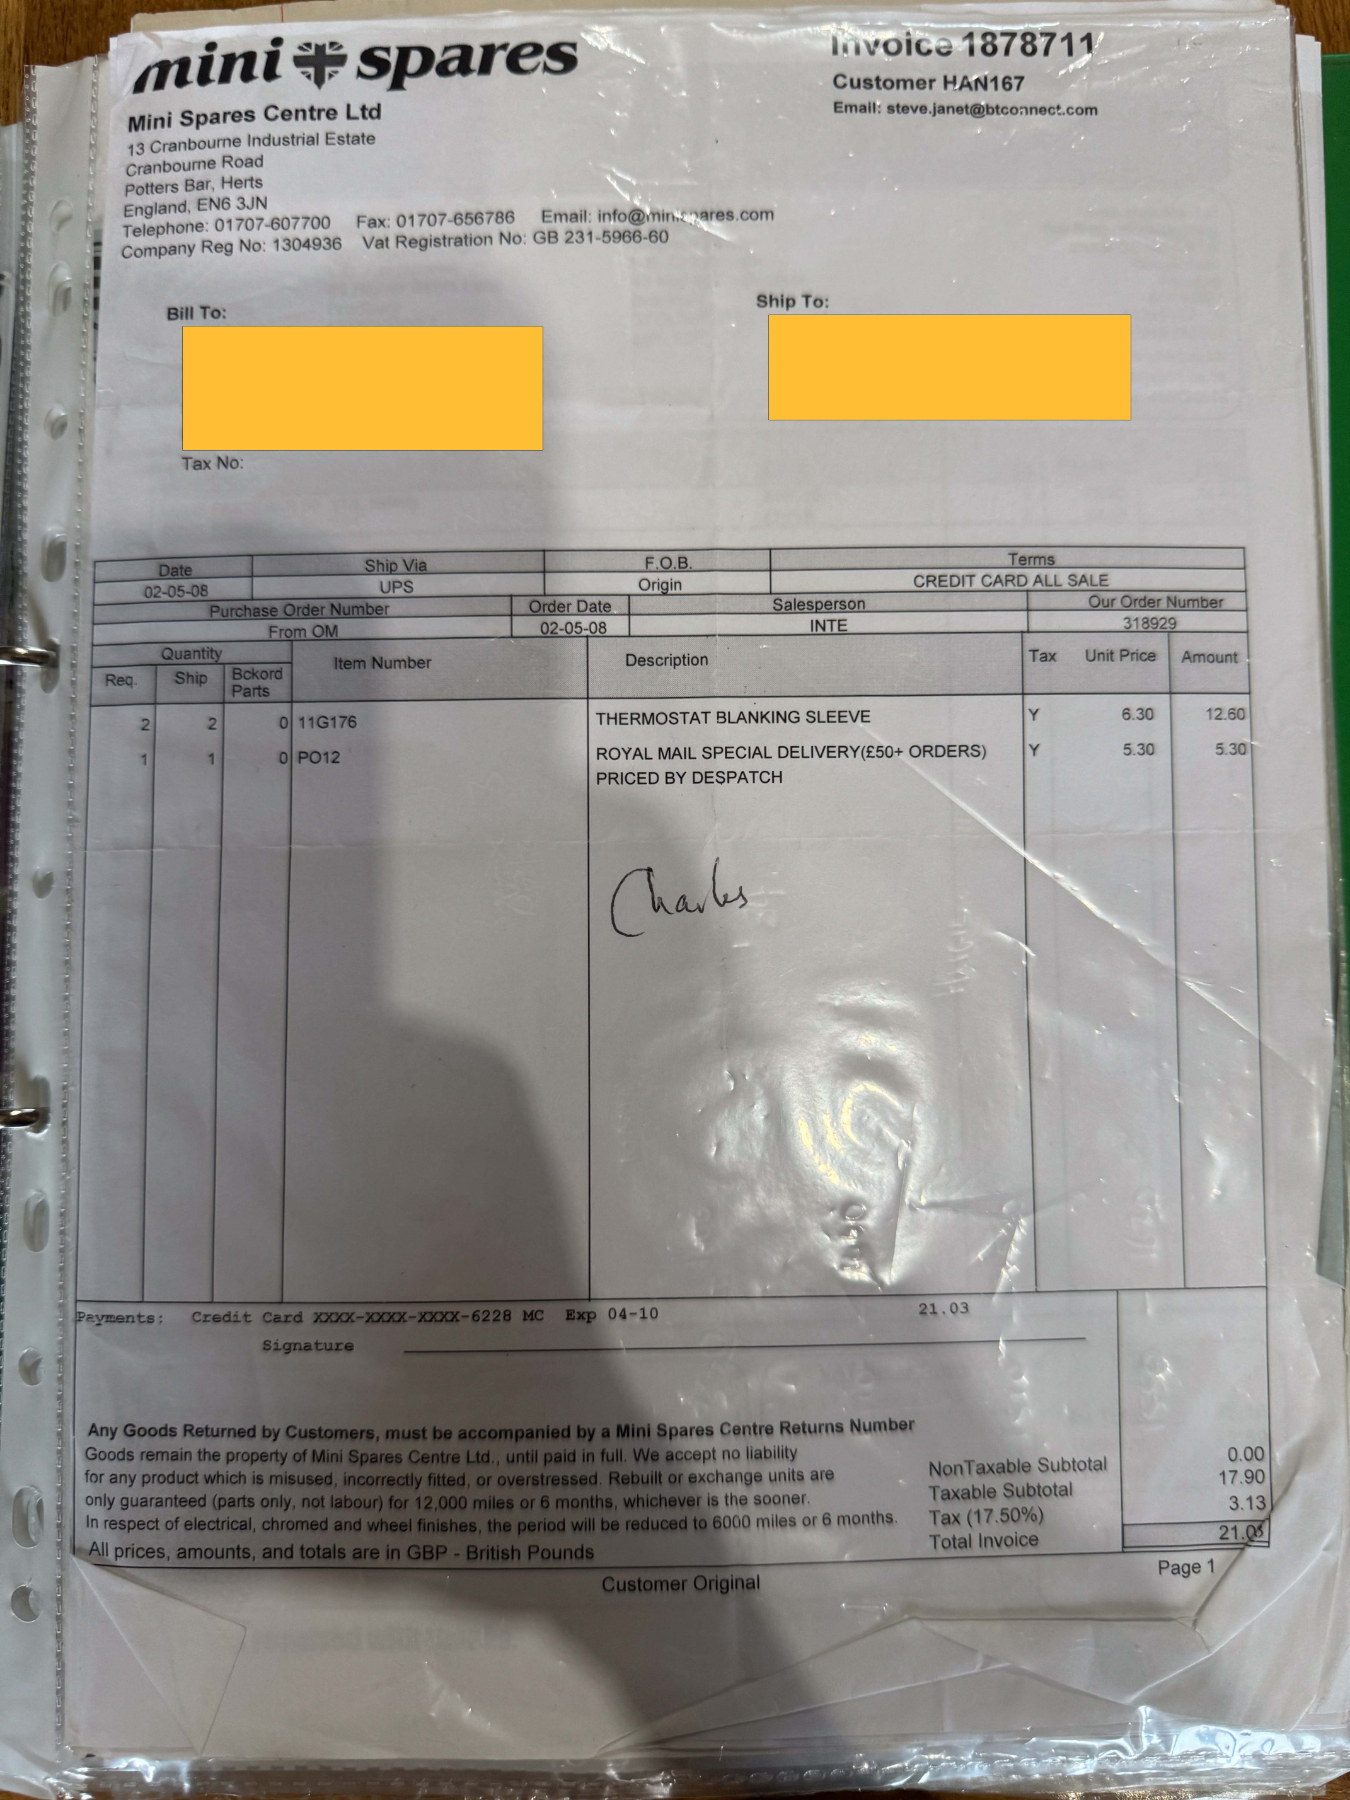 mini spares
Invoice 1878711
Customer HAN167
Email: steve.janet@btconnect.com
Mini Spares Centre Ltd
13 Cranbourne Industrial Estate
Cranbourne Road
Potters Bar, Herts
England, EN6 3JN
Telephone: 01707-607700 Fax: 01707-656786 Email: info@minispares.com
Company Reg No: 1304936 Vat Registration No: GB 231-5966-60
Bill To:
Ship To:
Tax No:
Date Ship Via F.O.B. Terms
02-05-08 UPS Origin CREDIT CARD ALL SALE
Purchase Order Number Order Date Salesperson Our Order Number
From OM 02-05-08 INTE 318929
Quantity Item Number Description Tax Unit Price Amount
Req. Ship Bckord Parts
2 2 0 11G176 THERMOSTAT BLANKING SLEEVE Y 6.30 12.60
1 1 0 PO12 ROYAL MAIL SPECIAL DELIVERY(£50+ ORDERS) Y 5.30 5.30
PRICED BY DESPATCH
Charles
Payments: Credit Card XXXX-XXXX-XXXX-6228 MC Exp 04-10 21.03
Signature
Any Goods Returned by Customers, must be accompanied by a Mini Spares Centre Returns Number
Goods remain the property of Mini Spares Centre Ltd., until paid in full. We accept no liability
for any product which is misused, incorrectly fitted, or overstressed. Rebuilt or exchange units are
only guaranteed (parts only, not labour) for 12,000 miles or 6 months, whichever is the sooner.
In respect of electrical, chromed and wheel finishes, the period will be reduced to 6000 miles or 6 months.
All prices, amounts, and totals are in GBP - British Pounds
NonTaxable Subtotal 0.00
Taxable Subtotal 17.90
Tax (17.50%) 3.13
Total Invoice 21.03
Customer Original
Page 1